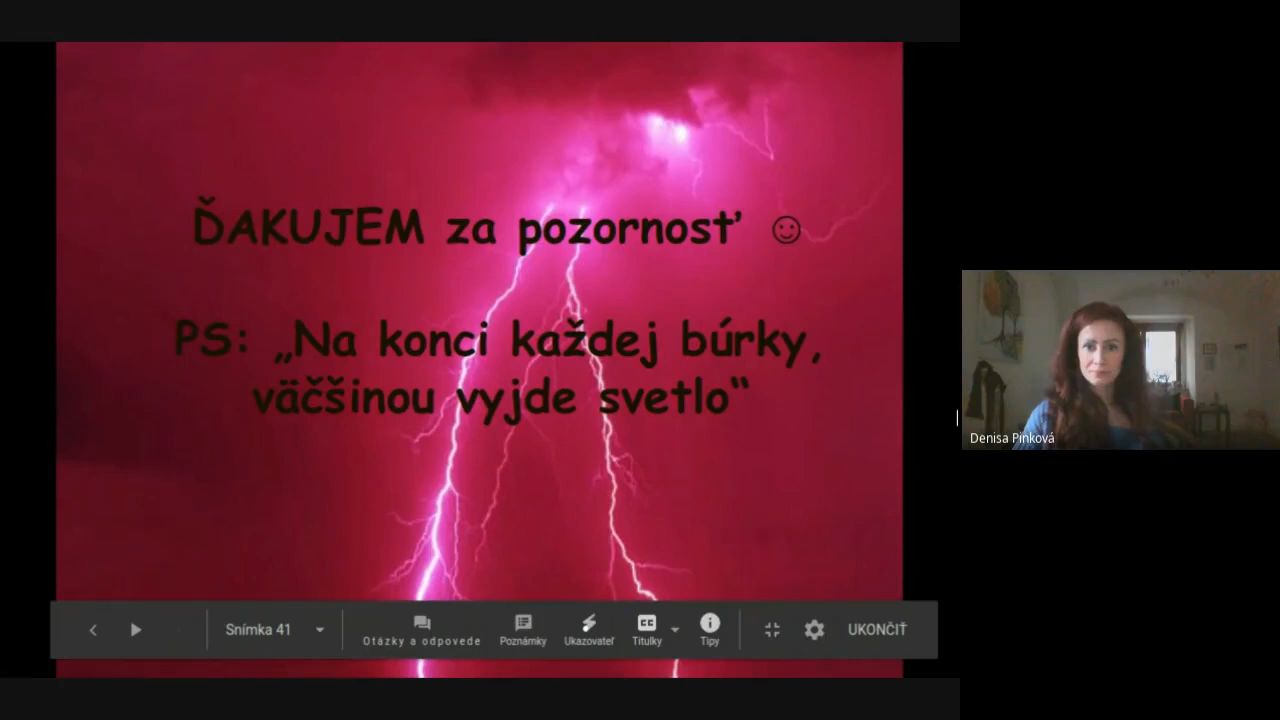 ĎAKUJEM za pozornosť ☺
PS: „Na konci každej búrky,
väčšinou vyjde svetlo“
Denisa Pinková
Snímka 41
Otázky a odpovede
Poznámky
Ukazovateľ
Titulky
Tipy
UKONČIŤ